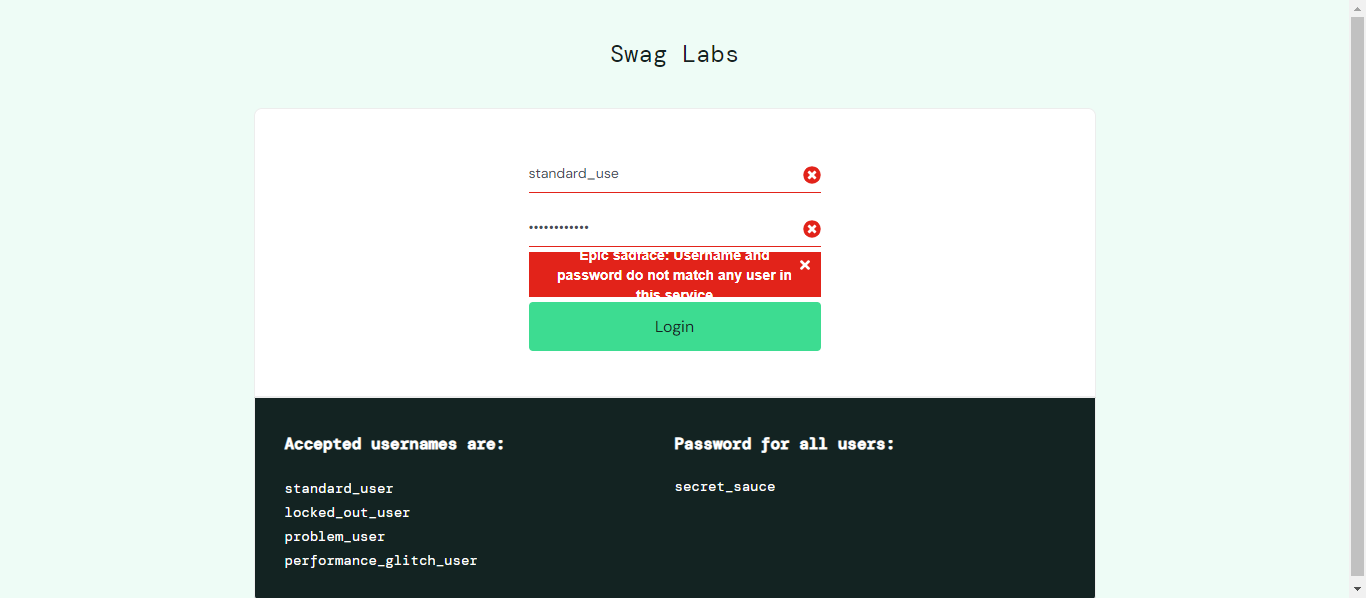 Swag Labs
standard_use
••••••••••••
Epic sadface: Username and
password do not match any user in
this service
Login
Accepted usernames are:
Password for all users:
standard_user
locked_out_user
problem_user
performance_glitch_user
secret_sauce